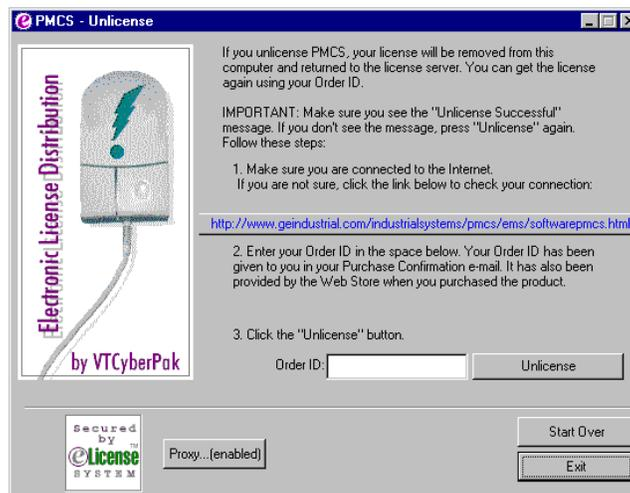 PMCS - Unlicense
If you unlicense PMCS, your license will be removed from this
computer and returned to the license server. You can get the license
again using your Order ID.
IMPORTANT: Make sure you see the "Unlicense Successful"
message. If you don't see the message, press "Unlicense" again.
Follow these steps:
1. Make sure you are connected to the Internet.
If you are not sure, click the link below to check your connection:
http://www.geindustrial.com/industrialsystems/pmcs/ems/softwarepmcs.html
2. Enter your Order ID in the space below. Your Order ID has been
given to you in your Purchase Confirmation e-mail. It has also been
provided by the Web Store when you purchased the product.
3. Click the "Unlicense" button.
Order ID:
Unlicense
Electronic License Distribution
by VTCyberPak
Secured
by
eLicense™
SYSTEM
Proxy...(enabled)
Start Over
Exit